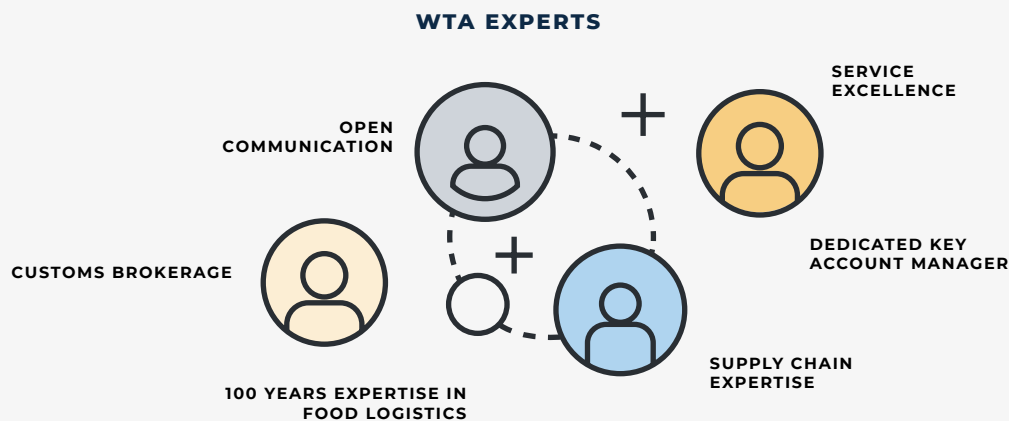 WTA EXPERTS
SERVICE
EXCELLENCE
OPEN
COMMUNICATION
DEDICATED KEY
ACCOUNT MANAGER
CUSTOMS BROKERAGE
SUPPLY CHAIN
EXPERTISE
100 YEARS EXPERTISE IN
FOOD LOGISTICS